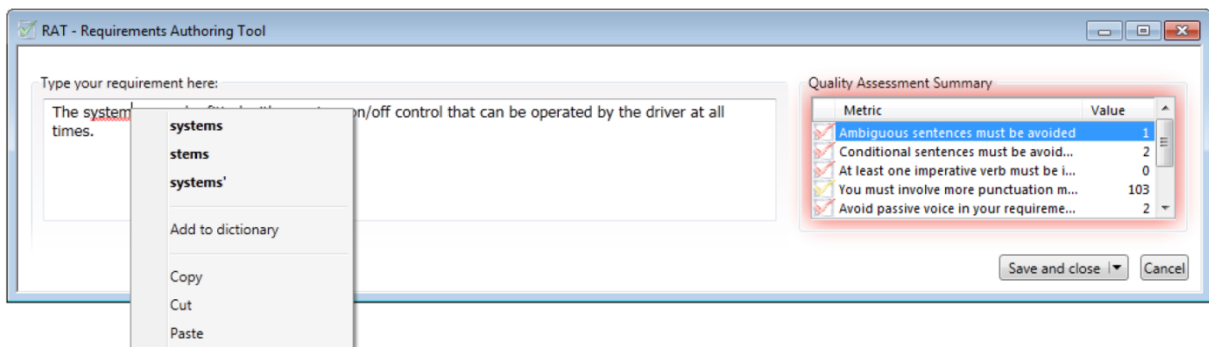 RAT - Requirements Authoring Tool
Type your requirement here:
The system on/off control that can be operated by the driver at all
times.
systems
stems
systems'
Add to dictionary
Copy
Cut
Paste
Quality Assessment Summary
Metric Value
Ambiguous sentences must be avoided 1
Conditional sentences must be avoid... 2
At least one imperative verb must be i... 0
You must involve more punctuation m... 103
Avoid passive voice in your requireme... 2
Save and close
Cancel